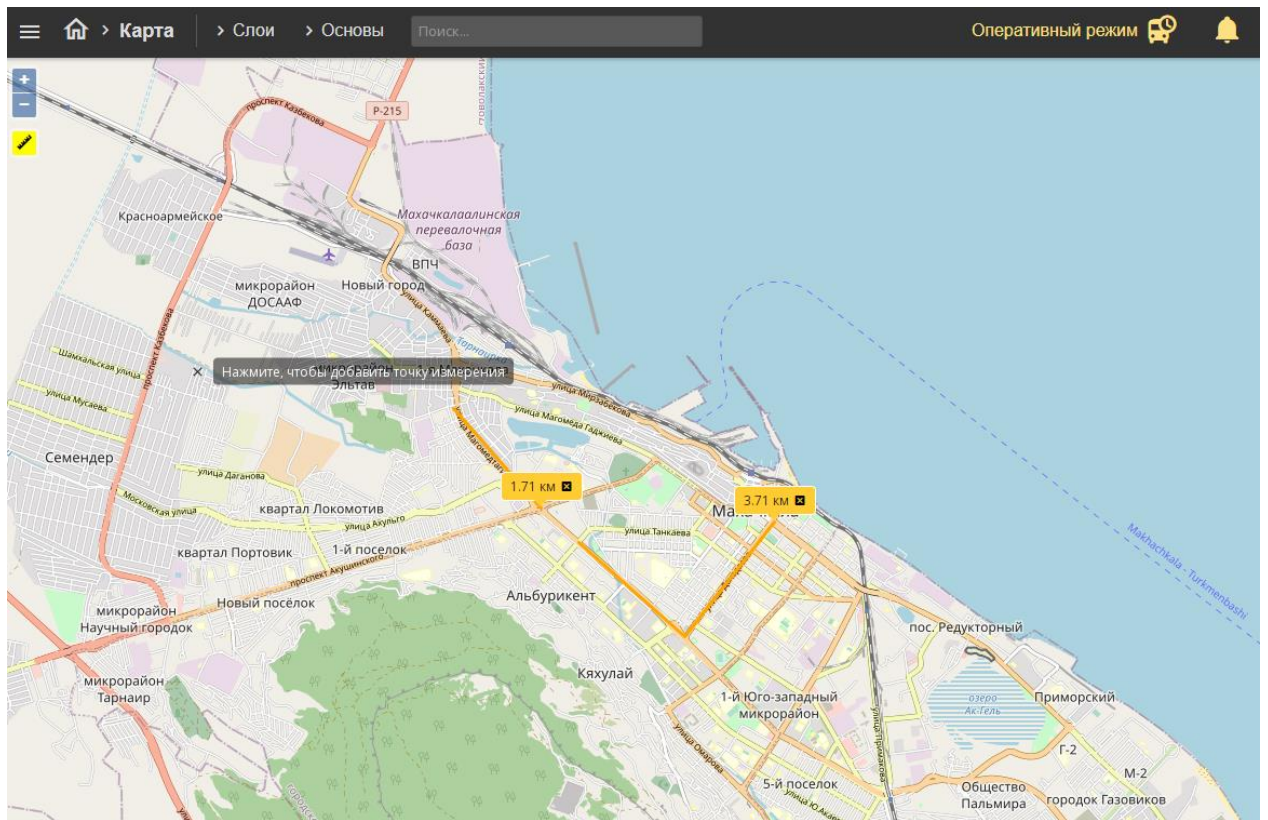 Карта
Слои
Основы
Поиск...
Оперативный режим
+
−
проспект Казбекова
Р-215
Красноармейское
Махачкалаалинская
перевалочная
база
ВПЧ
микрорайон
ДОСААФ
Новый город
улица Каммаева
Тарнаирка
Шамхальская улица
проспект Казбекова
Нажмите, чтобы добавить точку измерения
Эльтав
улица Мирзабекова
улица Мусаева
улица Магомеда Гаджиева
Семендер
улица Даганова
1.71 км
3.71 км
Московская улица
квартал Локомотив
улица Акульго
улица Танкаева
квартал Портовик
1-й поселок
проспект Акушинского
Makhachkala - Turkmenbashi
Альбурикент
Новый посёлок
микрорайон
Научный городок
пос. Редукторный
Кяхулай
микрорайон
Тарнаир
1-й Юго-западный
микрорайон
озеро
Ак-Гель
Приморский
улица Омарова
Г-2
М-2
5-й поселок
Общество
Пальмира
городок Газовиков